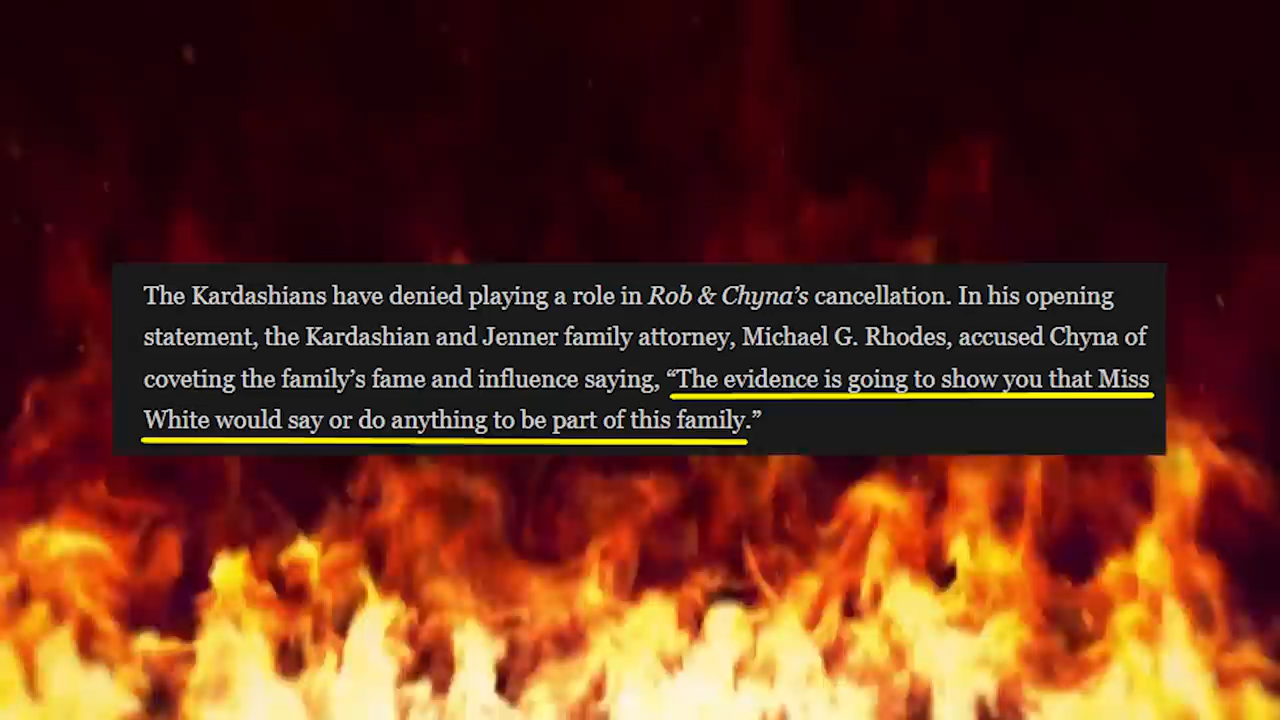 The Kardashians have denied playing a role in Rob & Chyna’s cancellation. In his opening
statement, the Kardashian and Jenner family attorney, Michael G. Rhodes, accused Chyna of
coveting the family’s fame and influence saying, “The evidence is going to show you that Miss
White would say or do anything to be part of this family.”